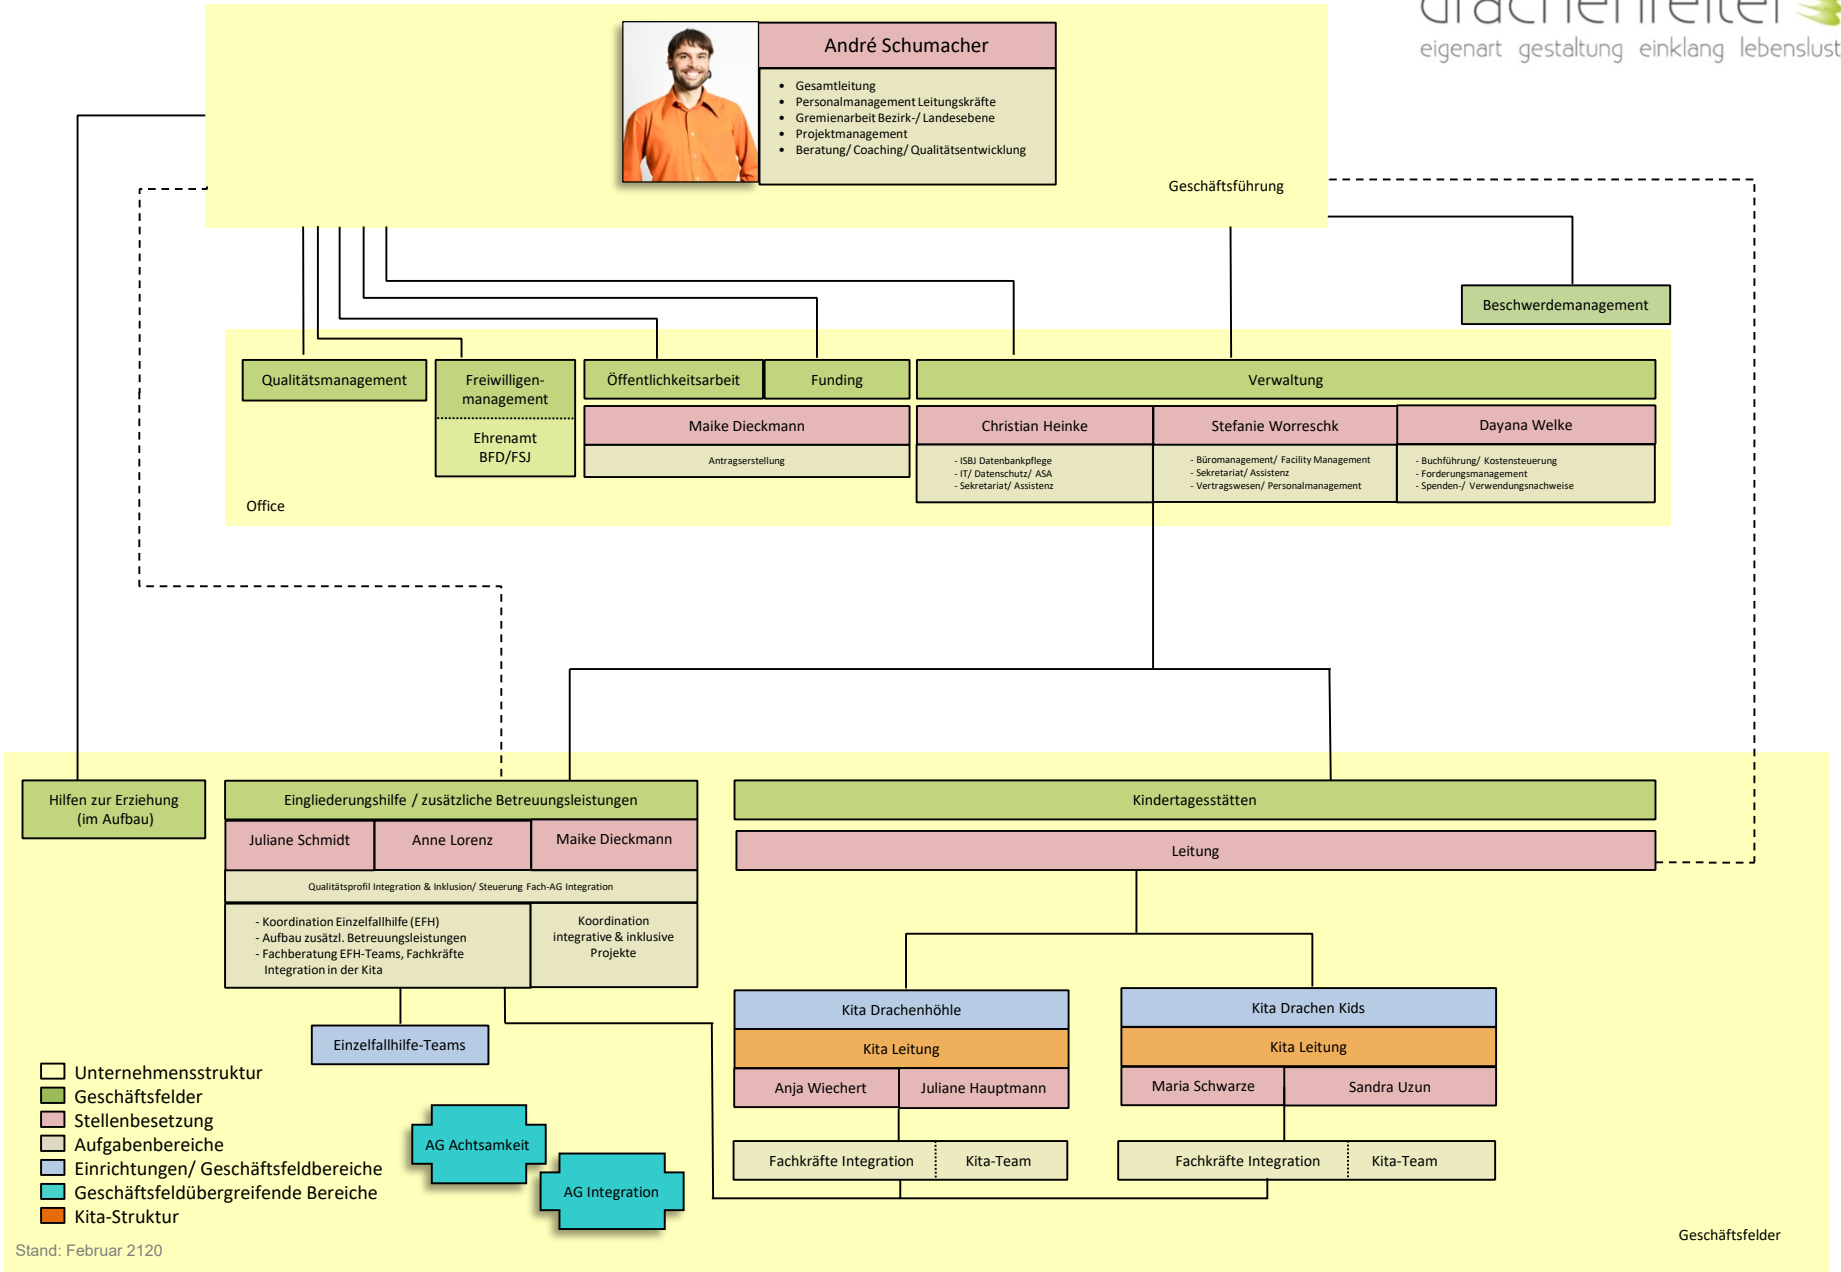 drachenreiter
eigenart gestaltung einklang lebenslust
André Schumacher
• Gesamtleitung
• Personalmanagement Leitungskräfte
• Gremienarbeit Bezirk-/ Landesebene
• Projektmanagement
• Beratung/ Coaching/ Qualitätsentwicklung
Geschäftsführung
Beschwerdemanagement
Qualitätsmanagement
Freiwilligen-
management
Ehrenamt
BFD/FSJ
Öffentlichkeitsarbeit
Funding
Maike Dieckmann
Antragserstellung
Verwaltung
Christian Heinke
- ISBJ Datenbankpflege
- IT/ Datenschutz/ ASA
- Sekretariat/ Assistenz
Stefanie Worreschk
- Büromanagement/ Facility Management
- Sekretariat/ Assistenz
- Vertragswesen/ Personalmanagement
Dayana Welke
- Buchführung/ Kostensteuerung
- Forderungsmanagement
- Spenden-/ Verwendungsnachweise
Office
Hilfen zur Erziehung
(im Aufbau)
Eingliederungshilfe / zusätzliche Betreuungsleistungen
Juliane Schmidt
Anne Lorenz
Maike Dieckmann
Qualitätsprofil Integration & Inklusion/ Steuerung Fach-AG Integration
- Koordination Einzelfallhilfe (EFH)
- Aufbau zusätzl. Betreuungsleistungen
- Fachberatung EFH-Teams, Fachkräfte
Integration in der Kita
Koordination
integrative & inklusive
Projekte
Einzelfallhilfe-Teams
Kindertagesstätten
Leitung
Kita Drachenhöhle
Kita Leitung
Anja Wiechert
Juliane Hauptmann
Fachkräfte Integration
Kita-Team
Kita Drachen Kids
Kita Leitung
Maria Schwarze
Sandra Uzun
Fachkräfte Integration
Kita-Team
AG Achtsamkeit
AG Integration
Unternehmensstruktur
Geschäftsfelder
Stellenbesetzung
Aufgabenbereiche
Einrichtungen/ Geschäftsfeldbereiche
Geschäftsfeldübergreifende Bereiche
Kita-Struktur
Stand: Februar 2120
Geschäftsfelder